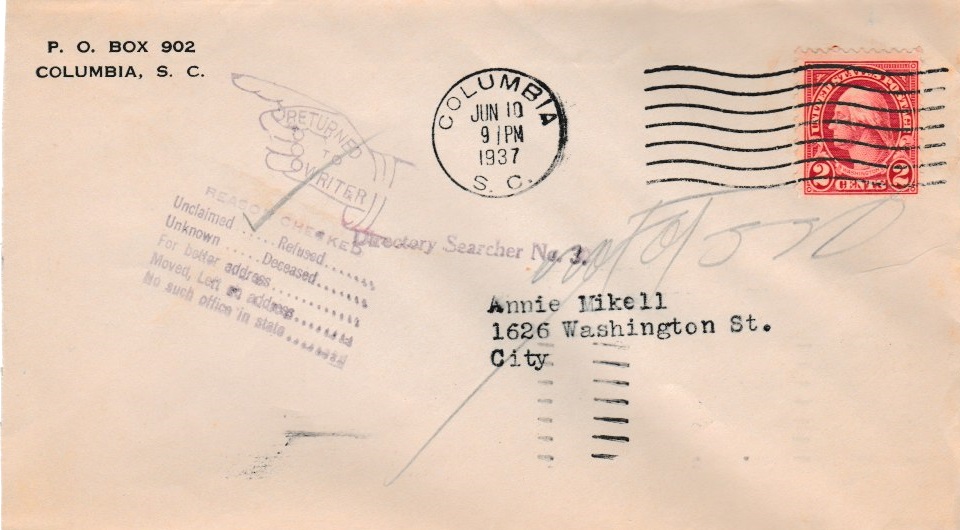 P. O. BOX 902
COLUMBIA, S. C.
COLUMBIA
JUN 10
9 1 PM
1937
S. C.
UNITED STATES POSTAGE
WASHINGTON
2 CENTS 2
RETURNED
TO
WRITER
REASON CHECKED
Unclaimed ..... Refused.......
Unknown ..... Deceased.......
For better address............
Moved, Left no address........
No such office in state........
Directory Searcher No. 3.
Annie Mikell
1626 Washington St.
City